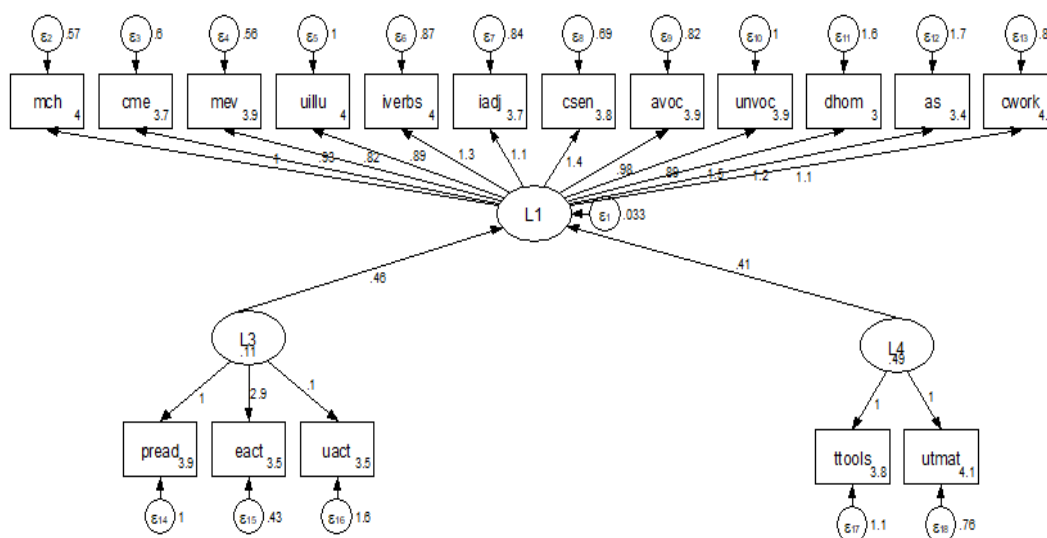 ε2 .57 ε3 .6 ε4 .56 ε5 1 ε6 .87 ε7 .84 ε8 .69 ε9 .82 ε10 1 ε11 1.6 ε12 1.7 ε13 .8
mch cme mev uillu iverbs iadj csen avoc unvoc dhom as cwork
4 3.7 3.9 4 4 3.7 3.8 3.9 3.9 3 3.4 4.
1 .93 .82 .89 1.3 1.1 1.4 .98 .89 1.5 1.2 1.1
L1 ε1 .033
.46 .41
L3 L4
.11 .49
1 2.9 .1 1 1
pread eact uact ttools utmat
3.9 3.5 3.5 3.8 4.1
ε14 1 ε15 .43 ε16 1.6 ε17 1.1 ε18 .76